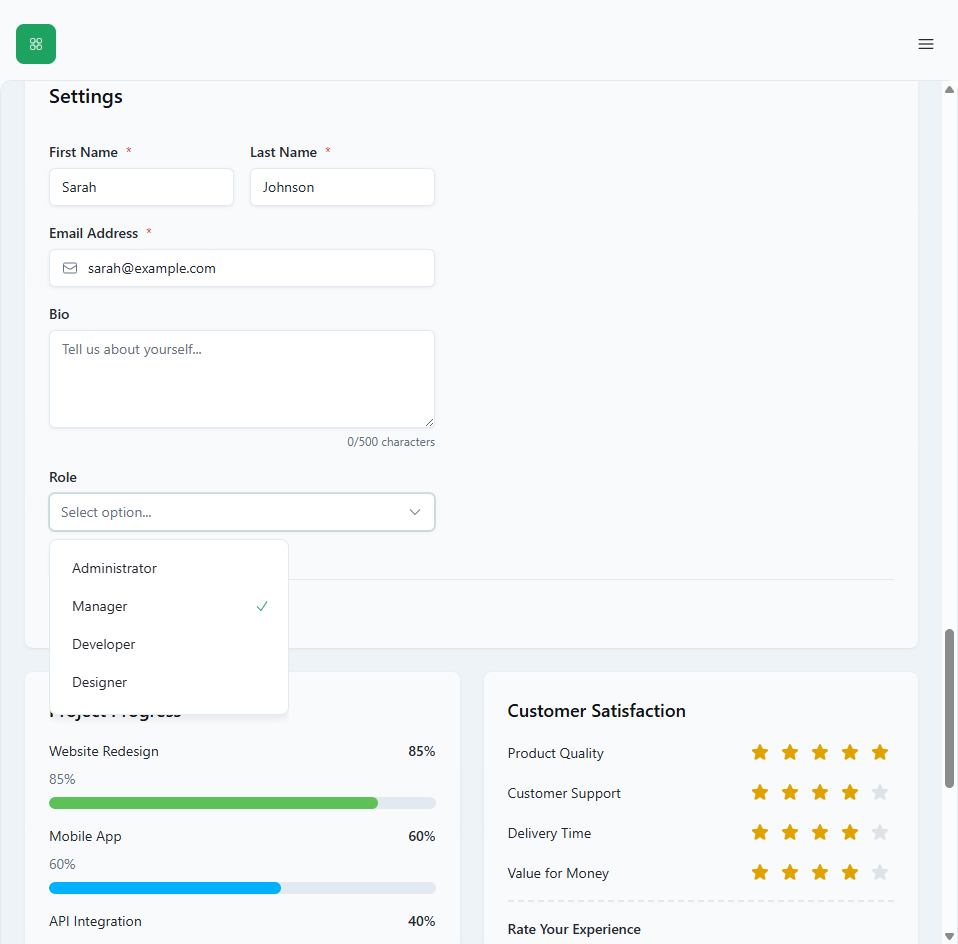 Settings
First Name *
Last Name *
Sarah
Johnson
Email Address *
sarah@example.com
Bio
Tell us about yourself...
0/500 characters
Role
Select option...
Administrator
Manager
Developer
Designer
Project Progress
Website Redesign 85%
85%
Mobile App 60%
60%
API Integration 40%
Customer Satisfaction
Product Quality
Customer Support
Delivery Time
Value for Money
Rate Your Experience